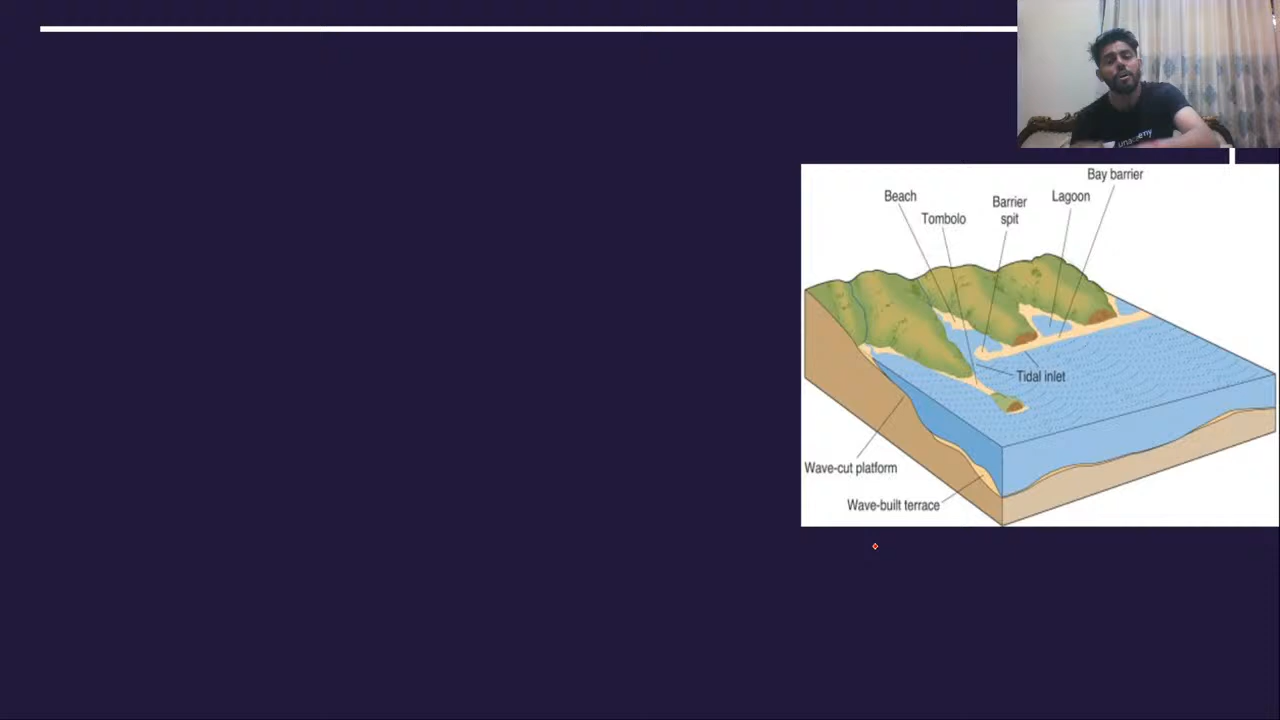 Bay barrier
Beach
Barrier
spit
Lagoon
Tombolo
Tidal inlet
Wave-cut platform
Wave-built terrace